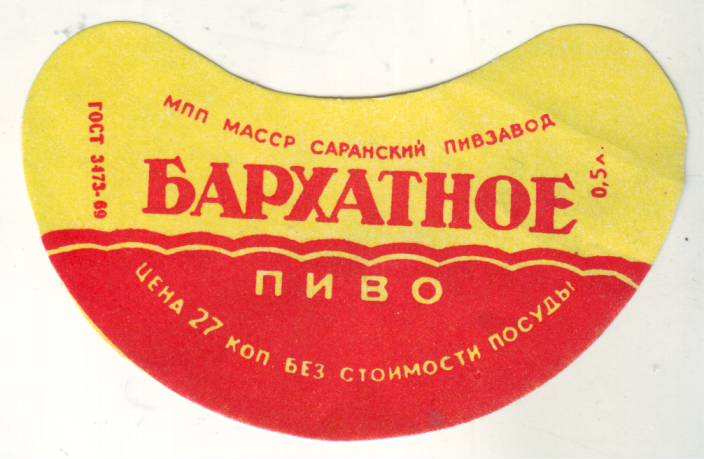 МПП МАССР САРАНСКИЙ ПИВЗАВОД
ГОСТ 3473-69
БАРХАТНОЕ
0,5 л.
ПИВО
ЦЕНА 27 КОП. БЕЗ СТОИМОСТИ ПОСУДЫ